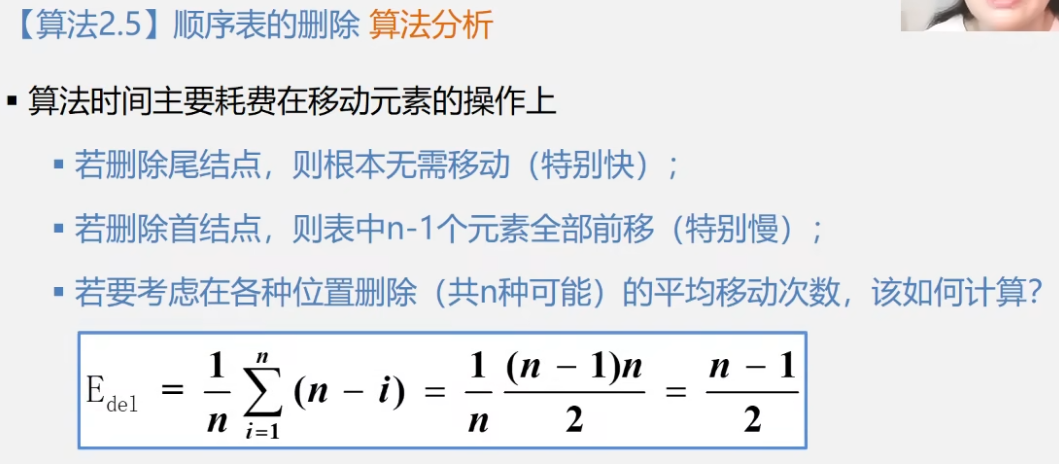 【算法2.5】顺序表的删除 算法分析
▪ 算法时间主要耗费在移动元素的操作上
▪ 若删除尾结点，则根本无需移动（特别快）；
▪ 若删除首结点，则表中n-1个元素全部前移（特别慢）；
▪ 若要考虑在各种位置删除（共n种可能）的平均移动次数，该如何计算？
E_del = \frac{1}{n} \sum_{i=1}^{n} (n - i) = \frac{1}{n} \frac{(n - 1)n}{2} = \frac{n - 1}{2}